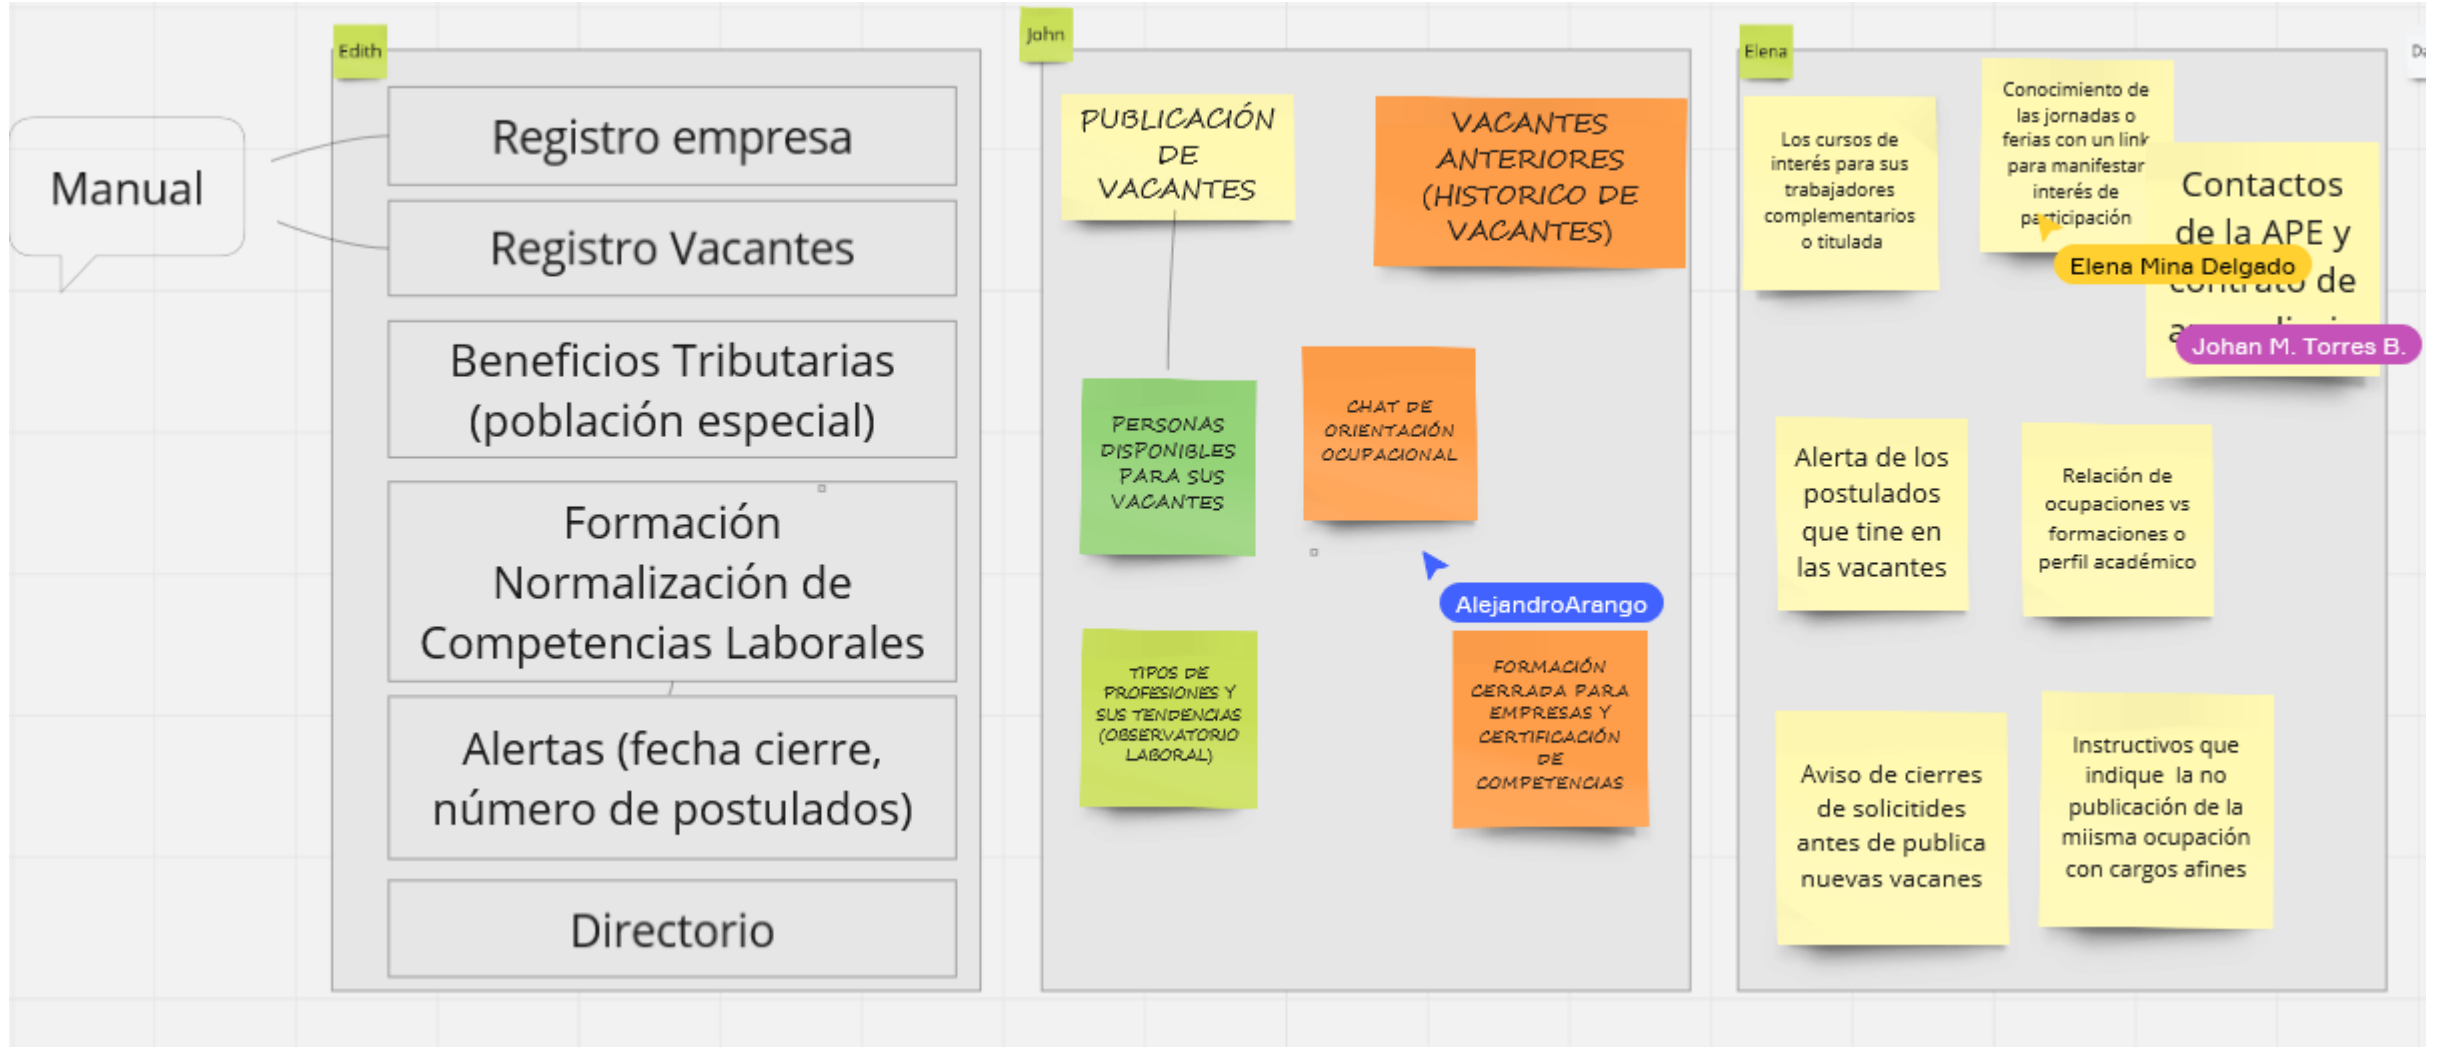 Manual
Edith
Registro empresa
Registro Vacantes
Beneficios Tributarias
(población especial)
Formación
Normalización de
Competencias Laborales
Alertas (fecha cierre,
número de postulados)
Directorio
John
PUBLICACIÓN
DE
VACANTES
VACANTES
ANTERIORES
(HISTORICO DE
VACANTES)
PERSONAS
DISPONIBLES
PARA SUS
VACANTES
CHAT DE
ORIENTACIÓN
OCUPACIONAL
AlejandroArango
TIPOS DE
PROFESIONES Y
SUS TENDENCIAS
(OBSERVATORIO
LABORAL)
FORMACIÓN
CERRADA PARA
EMPRESAS Y
CERTIFICACIÓN
DE
COMPETENCIAS
Elena
Los cursos de
interés para sus
trabajadores
complementarios
o titulada
Conocimiento de
las jornadas o
ferias con un link
para manifestar
interés de
participación
Contactos
de la APE y
contrato de
Elena Mina Delgado
Johan M. Torres B.
Alerta de los
postulados
que tine en
las vacantes
Relación de
ocupaciones vs
formaciones o
perfil académico
Aviso de cierres
de solicitides
antes de publica
nuevas vacanes
Instructivos que
indique la no
publicación de la
miisma ocupación
con cargos afines